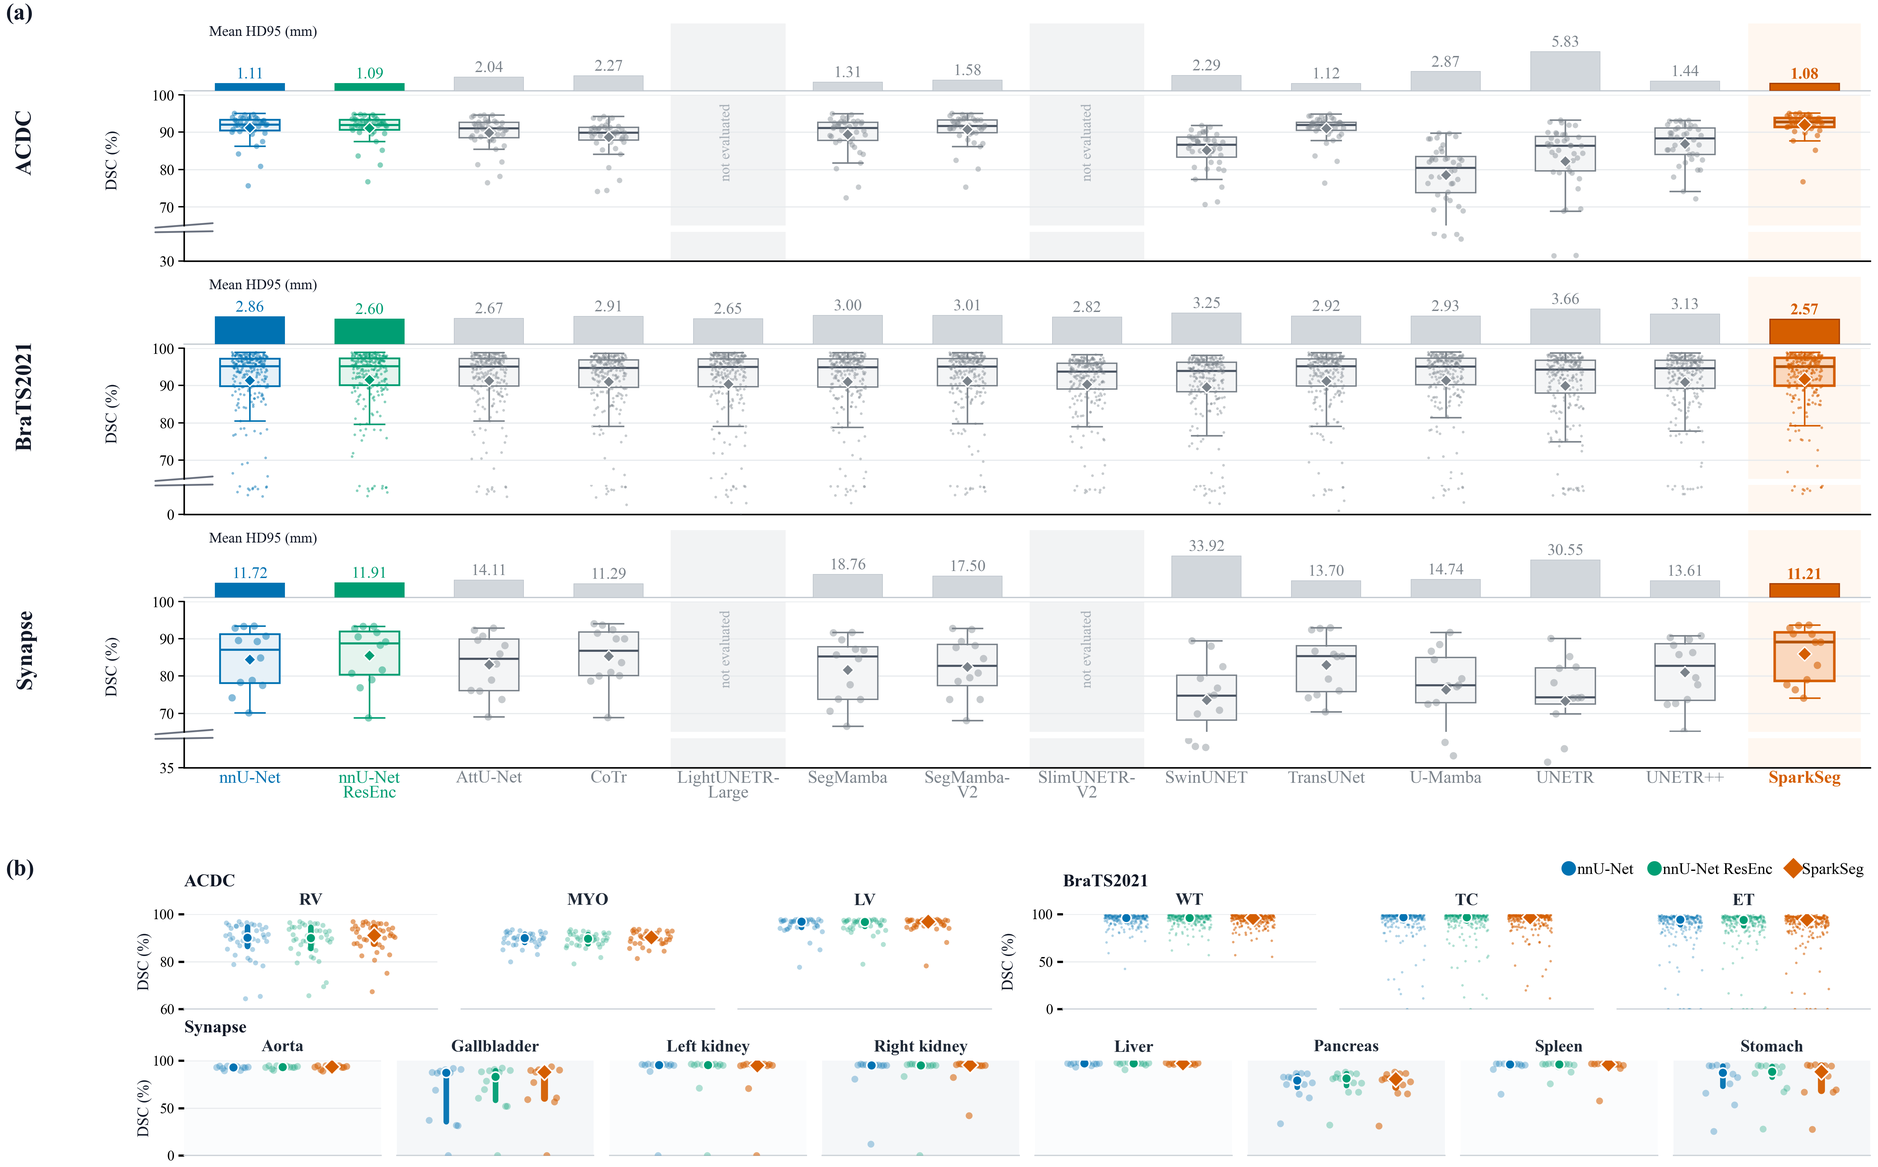 (a)
Mean HD95 (mm)
1.11 1.09 2.04 2.27 1.31 1.58 2.29 1.12 2.87 5.83 1.44 1.08
ACDC
DSC (%)
100
90
80
70
30
not evaluated
not evaluated
Mean HD95 (mm)
2.86 2.60 2.67 2.91 2.65 3.00 3.01 2.82 3.25 2.92 2.93 3.66 3.13 2.57
BraTS2021
DSC (%)
100
90
80
70
0
Mean HD95 (mm)
11.72 11.91 14.11 11.29 18.76 17.50 33.92 13.70 14.74 30.55 13.61 11.21
Synapse
DSC (%)
100
90
80
70
35
not evaluated
not evaluated
nnU-Net nnU-Net AttU-Net CoTr LightUNETR- SegMamba SegMamba- SlimUNETR- SwinUNET TransUNet U-Mamba UNETR UNETR++ SparkSeg
ResEnc Large V2 V2
(b)
nnU-Net nnU-Net ResEnc SparkSeg
ACDC BraTS2021
RV MYO LV WT TC ET
DSC (%)
100
80
60
DSC (%)
100
50
0
Synapse
Aorta Gallbladder Left kidney Right kidney Liver Pancreas Spleen Stomach
DSC (%)
100
50
0